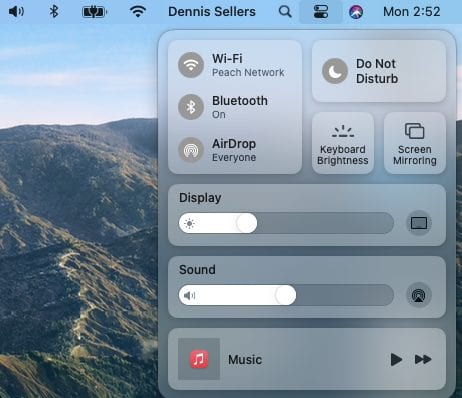 Dennis Sellers
Mon 2:52
Wi-Fi
Peach Network
Bluetooth
On
AirDrop
Everyone
Do Not
Disturb
Keyboard
Brightness
Screen
Mirroring
Display
Sound
Music